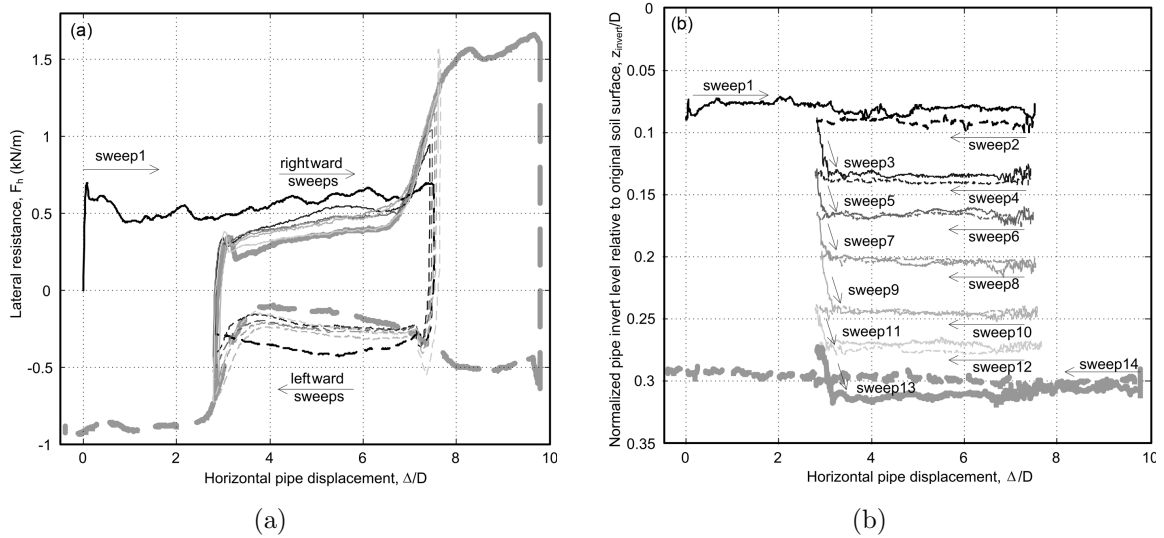 (a)
Lateral resistance, F_h (kN/m)
1.5
1
0.5
0
-0.5
-1
sweep1
rightward
sweeps
leftward
sweeps
0 2 4 6 8 10
Horizontal pipe displacement, Δ/D
(a)
(b)
Normalized pipe invert level relative to original soil surface, z_invert/D
0
0.05
0.1
0.15
0.2
0.25
0.3
0.35
sweep1
sweep2
sweep3
sweep4
sweep5
sweep6
sweep7
sweep8
sweep9
sweep10
sweep11
sweep12
sweep14
sweep13
0 2 4 6 8 10
Horizontal pipe displacement, Δ/D
(b)